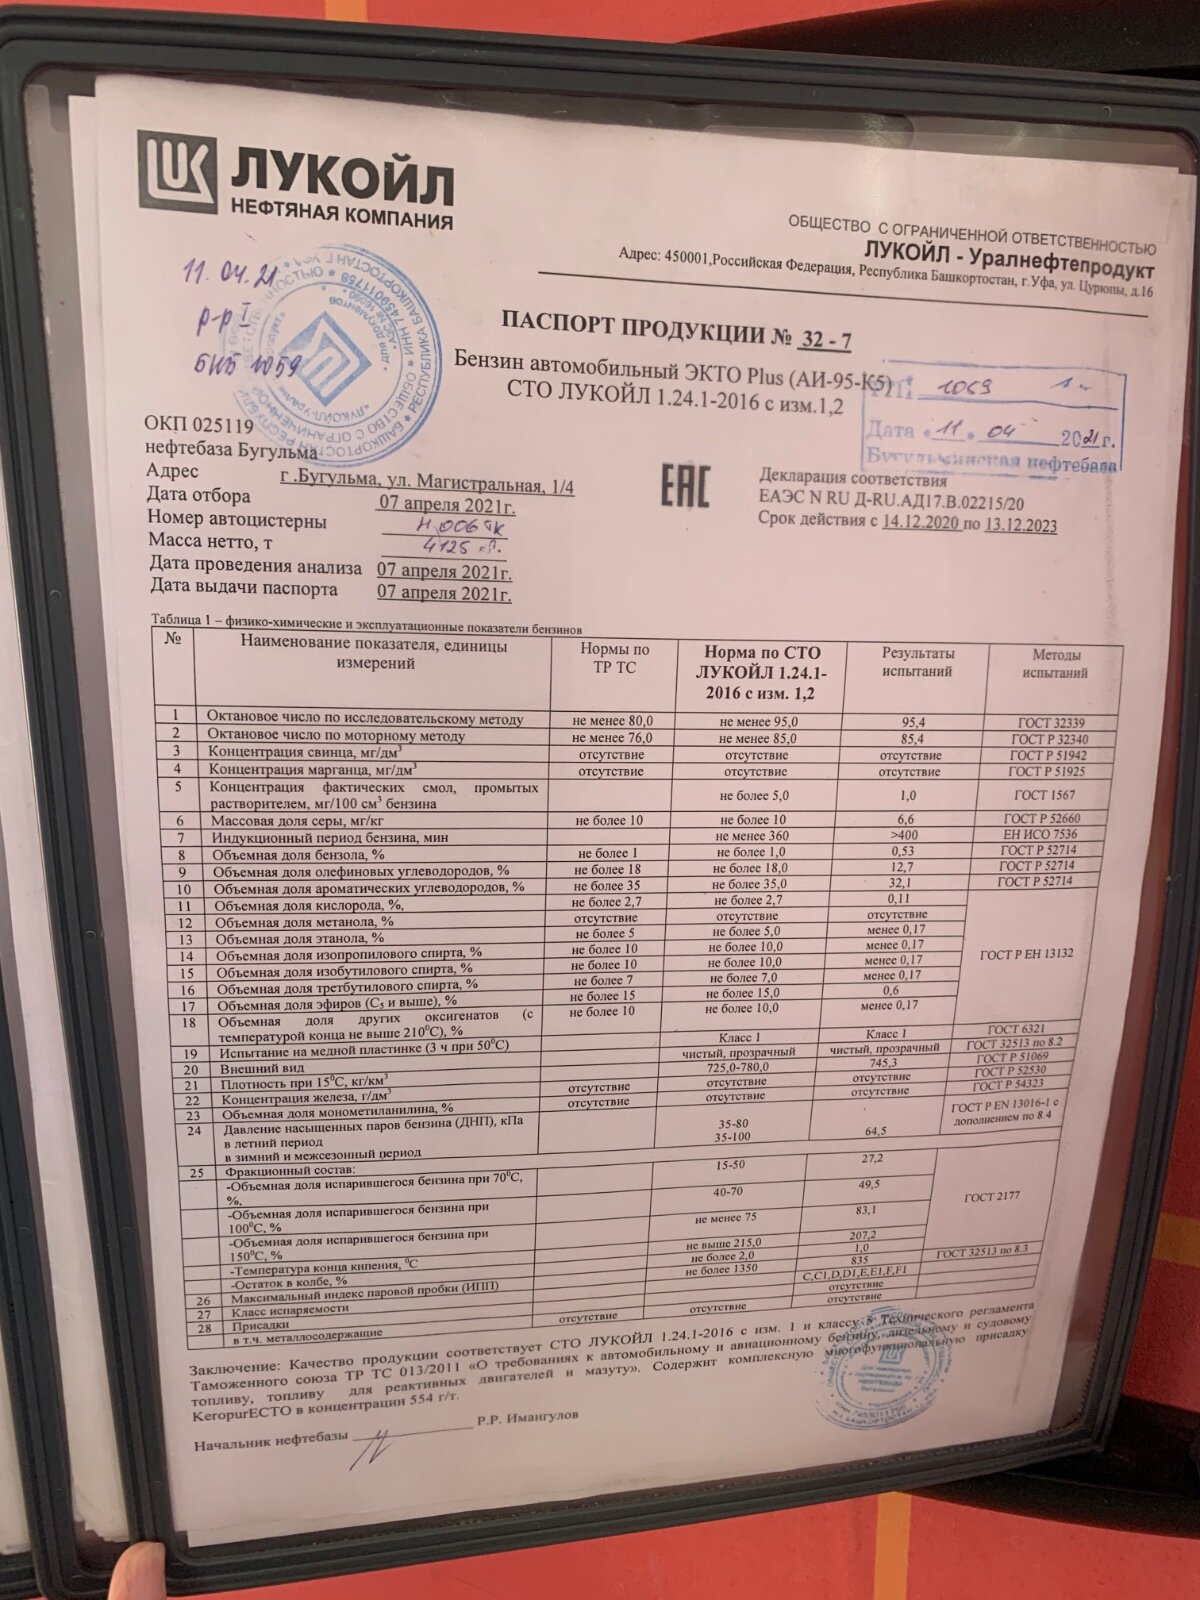 LUK ЛУКОЙЛ
НЕФТЯНАЯ КОМПАНИЯ
ОБЩЕСТВО С ОГРАНИЧЕННОЙ ОТВЕТСТВЕННОСТЬЮ
ЛУКОЙЛ - Уралнефтепродукт
Адрес: 450001,Российская Федерация, Республика Башкортостан, г.Уфа, ул. Цюрупы, д.16
11.04.21
р-р I
БНБ 1059
ПАСПОРТ ПРОДУКЦИИ № 32 - 7
Бензин автомобильный ЭКТО Plus (АИ-95-К5)
СТО ЛУКОЙЛ 1.24.1-2016 с изм.1,2
Дата «11» 04 2021г.
Бугульминская нефтебаза
ОКП 025119
нефтебаза Бугульма
Адрес г.Бугульма, ул. Магистральная, 1/4
Дата отбора 07 апреля 2021г.
Номер автоцистерны
Масса нетто, т 4125
Дата проведения анализа 07 апреля 2021г.
Дата выдачи паспорта 07 апреля 2021г.
ЕАС
Декларация соответствия
ЕАЭС N RU Д-RU.АД17.В.02215/20
Срок действия с 14.12.2020 по 13.12.2023
Таблица 1 – физико-химические и эксплуатационные показатели бензинов
№ Наименование показателя, единицы измерений Нормы по ТР ТС Норма по СТО ЛУКОЙЛ 1.24.1-2016 с изм. 1,2 Результаты испытаний Методы испытаний
1 Октановое число по исследовательскому методу не менее 80,0 не менее 95,0 95,4 ГОСТ 32339
2 Октановое число по моторному методу не менее 76,0 не менее 85,0 85,4 ГОСТ Р 32340
3 Концентрация свинца, мг/дм³ отсутствие отсутствие отсутствие ГОСТ Р 51942
4 Концентрация марганца, мг/дм³ отсутствие отсутствие отсутствие ГОСТ Р 51925
5 Концентрация фактических смол, промытых
растворителем, мг/100 см³ бензина не более 5,0 1,0 ГОСТ 1567
6 Массовая доля серы, мг/кг не более 10 не более 10 6,6 ГОСТ Р 52660
7 Индукционный период бензина, мин не менее 360 >400 ЕН ИСО 7536
8 Объемная доля бензола, % не более 1 не более 1,0 0,53 ГОСТ Р 52714
9 Объемная доля олефиновых углеводородов, % не более 18 не более 18,0 12,7 ГОСТ Р 52714
10 Объемная доля ароматических углеводородов, % не более 35 не более 35,0 32,1 ГОСТ Р 52714
11 Объемная доля кислорода, %, не более 2,7 не более 2,7 0,11 ГОСТ Р ЕН 13132
12 Объемная доля метанола, % отсутствие отсутствие отсутствие
13 Объемная доля этанола, % не более 5 не более 5,0 менее 0,17
14 Объемная доля изопропилового спирта, % не более 10 не более 10,0 менее 0,17
15 Объемная доля изобутилового спирта, % не более 10 не более 10,0 менее 0,17
16 Объемная доля третбутилового спирта, % не более 7 не более 7,0 менее 0,17
17 Объемная доля эфиров (С₅ и выше), % не более 15 не более 15,0 0,6
18 Объемная доля других оксигенатов (с
температурой конца не выше 210⁰С), % не более 10 не более 10,0 менее 0,17
19 Испытание на медной пластинке (3 ч при 50⁰С) Класс 1 Класс 1 ГОСТ 6321
20 Внешний вид чистый, прозрачный чистый, прозрачный ГОСТ 32513 по 8.2
21 Плотность при 15⁰С, кг/км³ 725,0-780,0 745,3 ГОСТ Р 51069
22 Концентрация железа, г/дм³ отсутствие отсутствие отсутствие ГОСТ Р 52530
23 Объемная доля монометиланилина, % отсутствие отсутствие отсутствие ГОСТ Р 54323
24 Давление насыщенных паров бензина (ДНП), кПа ГОСТ Р EN 13016-1 с дополнением по 8.4
в летний период 35-80
в зимний и межсезонный период 35-100 64,5
25 Фракционный состав: ГОСТ 2177
-Объемная доля испарившегося бензина при 70⁰С, %, 15-50 27,2
-Объемная доля испарившегося бензина при 100⁰С, % 40-70 49,5
-Объемная доля испарившегося бензина при 150⁰С, % не менее 75 83,1
-Температура конца кипения, ⁰С не выше 215,0 207,2
-Остаток в колбе, % не более 2,0 1,0
26 Максимальный индекс паровой пробки (ИПП) не более 1350 835 ГОСТ 32513 по 8.3
27 Класс испаряемости C,C1,D,D1,E,E1,F,F1
28 Присадки отсутствие
в т.ч. металлосодержащие отсутствие отсутствие отсутствие
Заключение: Качество продукции соответствует СТО ЛУКОЙЛ 1.24.1-2016 с изм. 1 и классу 5 Технического регламента
Таможенного союза ТР ТС 013/2011 «О требованиях к автомобильному и авиационному бензину, дизельному и судовому
топливу, топливу для реактивных двигателей и мазуту». Содержит комплексную многофункциональную присадку
KeropurECTO в концентрации 554 г/т.
Начальник нефтебазы Р.Р. Имангулов